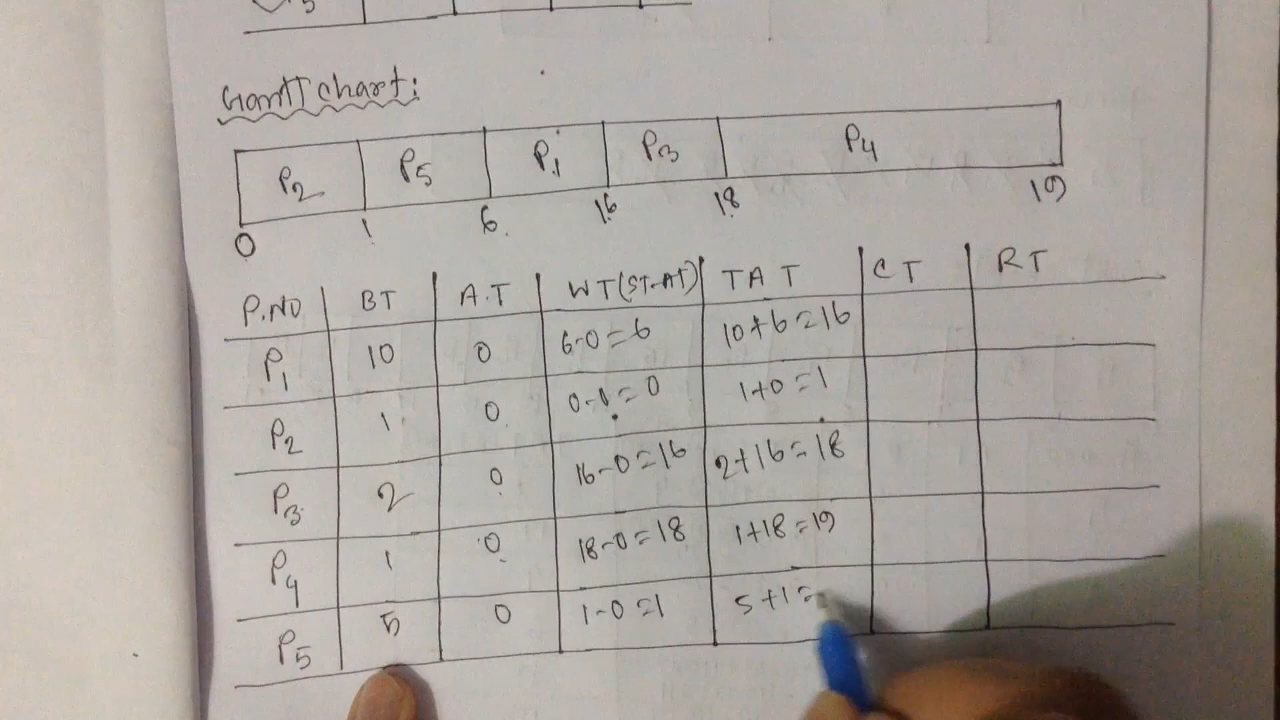 P5
Gantt chart:
P2 P5 P1 P3 P4
0 1 6 16 18 19
P.NO BT A.T WT(ST-AT) TAT CT RT
P1 10 0 6-0=6 10+6=16
P2 1 0 0-0=0 1+0=1
P3 2 0 16-0=16 2+16=18
P4 1 0 18-0=18 1+18=19
P5 5 0 1-0=1 5+1=